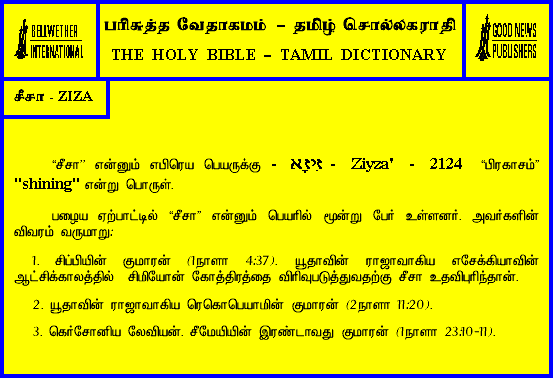 BELLWETHER
INTERNATIONAL
பரிசுத்த வேதாகமம் – தமிழ் சொல்லகராதி
THE HOLY BIBLE – TAMIL DICTIONARY
GOOD NEWS
PUBLISHERS
சீசா - ZIZA
“சீசா” என்னும் எபிரெய பெயருக்கு - - Ziyza' - 2124 “பிரகாசம்”
"shining" என்று பொருள்.
பழைய ஏற்பாட்டில் “சீசா” என்னும் பெயரில் மூன்று பேர் உள்ளனர். அவர்களின்
விவரம் வருமாறு:
1. சிப்பியின் குமாரன் (1நாளா 4:37). யூதாவின் ராஜாவாகிய எசேக்கியாவின்
ஆட்சிக்காலத்தில் சிமியோன் கோத்திரத்தை விரிவுபடுத்துவதற்கு சீசா உதவிபுரிந்தான்.
2. யூதாவின் ராஜாவாகிய ரெகொபெயாமின் குமாரன் (2நாளா 11:20).
3. கெர்சோனிய லேவியன். சீமேயியின் இரண்டாவது குமாரன் (1நாளா 23:10-11).